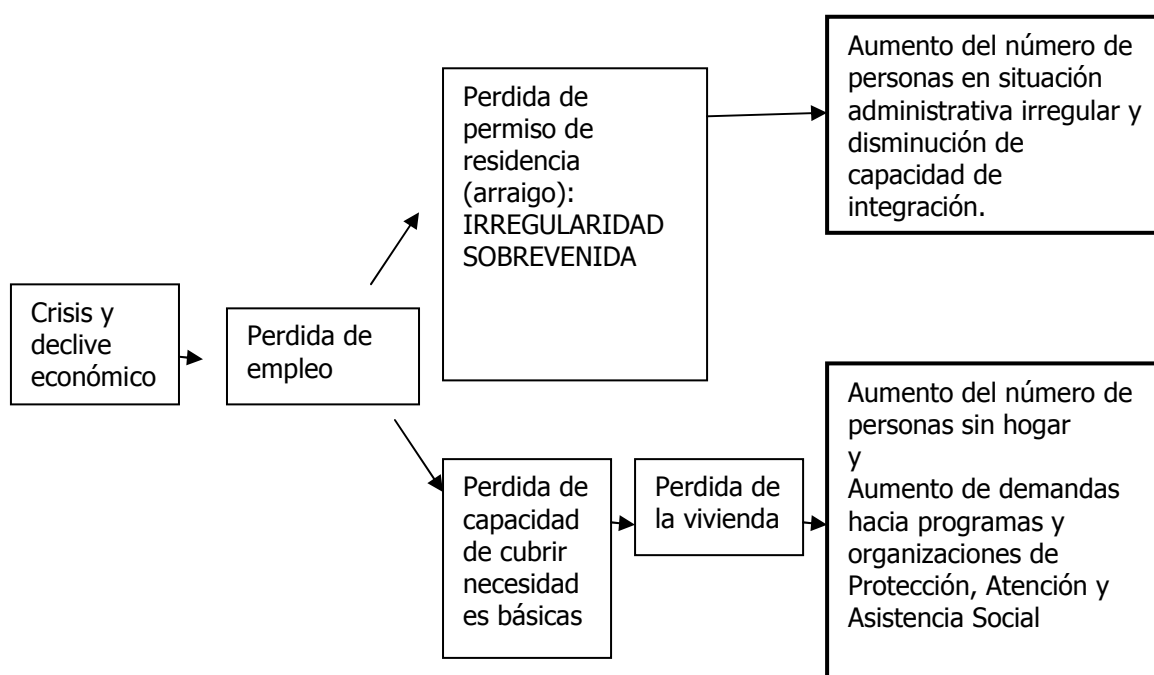 Crisis y
declive
económico
Perdida de
empleo
Perdida de
permiso de
residencia
(arraigo):
IRREGULARIDAD
SOBREVENIDA
Aumento del número de
personas en situación
administrativa irregular y
disminución de
capacidad de
integración.
Perdida de
capacidad
de cubrir
necesidad
es básicas
Perdida de
la vivienda
Aumento del número de
personas sin hogar
y
Aumento de demandas
hacia programas y
organizaciones de
Protección, Atención y
Asistencia Social